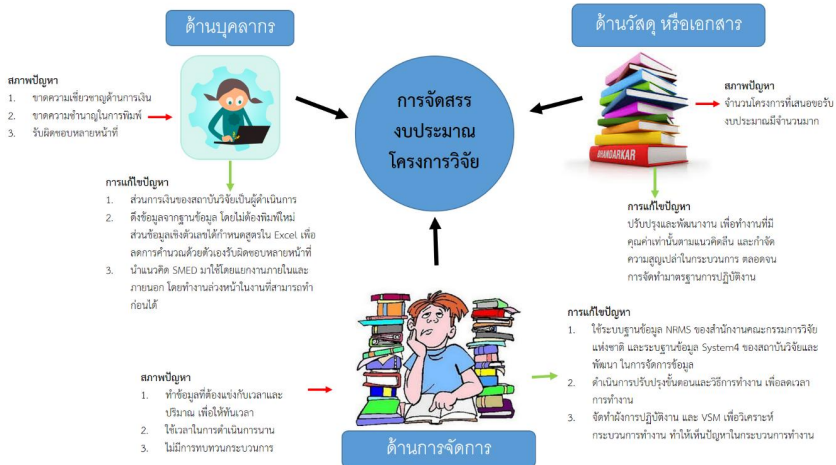 ด้านบุคลากร
สภาพปัญหา
1. ขาดความเชี่ยวชาญด้านการเงิน
2. ขาดความชำนาญในการพิมพ์
3. รับผิดชอบหลายหน้าที่
การแก้ไขปัญหา
1. ส่วนการเงินของสถาบันวิจัยเป็นผู้ดำเนินการ
2. ดึงข้อมูลจากฐานข้อมูล โดยไม่ต้องพิมพ์ใหม่
ส่วนข้อมูลเชิงตัวเลขได้กำหนดสูตรใน Excel เพื่อ
ลดการคำนวณด้วยตัวเองรับผิดชอบหลายหน้าที่
3. นำแนวคิด SMED มาใช้โดยแยกงานภายในและ
ภายนอก โดยทำงานล่วงหน้าในงานที่สามารถทำ
ก่อนได้
การจัดสรร
งบประมาณ
โครงการวิจัย
ด้านวัสดุ หรือเอกสาร
BHANDARKAR
สภาพปัญหา
จำนวนโครงการที่เสนอขอรับ
งบประมาณมีจำนวนมาก
การแก้ไขปัญหา
ปรับปรุงและพัฒนางาน เพื่อทำงานที่มี
คุณค่าเท่านั้นตามแนวคิดลีน และกำจัด
ความสูญเปล่าในกระบวนการ ตลอดจน
การจัดทำมาตรฐานการปฏิบัติงาน
สภาพปัญหา
1. ทำข้อมูลที่ต้องแข่งกับเวลาและ
ปริมาณ เพื่อให้ทันเวลา
2. ใช้เวลาในการดำเนินการนาน
3. ไม่มีการทบทวนกระบวนการ
ด้านการจัดการ
การแก้ไขปัญหา
1. ใช้ระบบฐานข้อมูล NRMS ของสำนักงานคณะกรรมการวิจัย
แห่งชาติ และระบฐานข้อมูล System4 ของสถาบันวิจัยและ
พัฒนา ในการจัดการข้อมูล
2. ดำเนินการปรับปรุงขั้นตอนและวิธีการทำงาน เพื่อลดเวลา
การทำงาน
3. จัดทำผังการปฏิบัติงาน และ VSM เพื่อวิเคราะห์
กระบวนการทำงาน ทำให้เห็นปัญหาในกระบวนการทำงาน